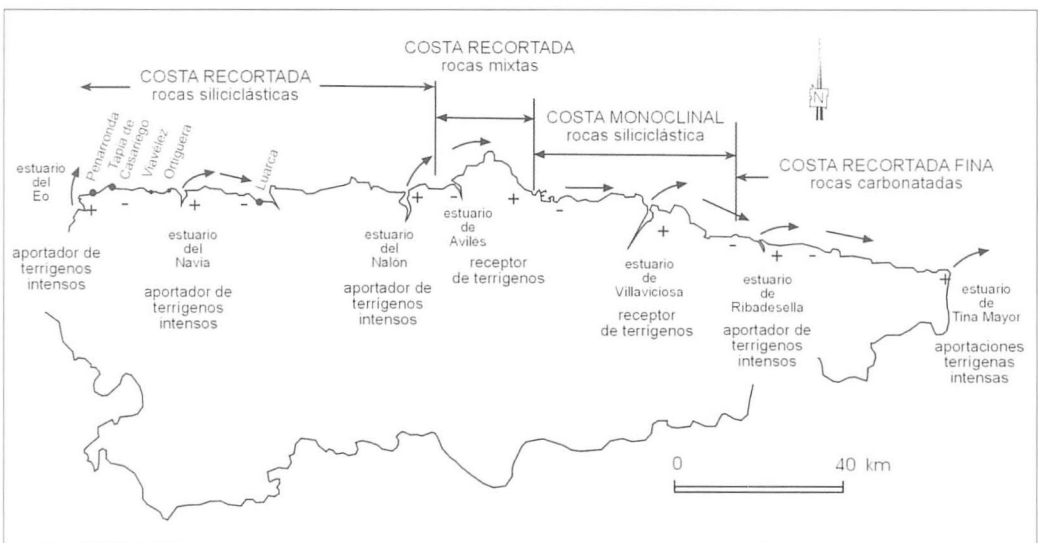 COSTA RECORTADA
rocas mixtas
COSTA RECORTADA
rocas siliciclásticas
COSTA MONOCLINAL
rocas siliciclástica
COSTA RECORTADA FINA
rocas carbonatadas
N
Peñarronda
Tapia de
Casariego
Viavélez
Ortiguera
Luarca
estuario
del
Eo
+
-
+
-
+
-
+
-
+
-
+
-
+
aportador de
terrígenos
intensos
estuario
del
Navia
aportador de
terrígenos
intensos
estuario
del
Nalón
aportador de
terrígenos
intensos
estuario
de
Aviles
receptor
de terrígenos
estuario
de
Villaviciosa
receptor
de terrígenos
estuario
de
Ribadesella
aportador de
terrígenos
intensos
estuario
de
Tina Mayor
aportaciones
terrígenas
intensas
0 40 km